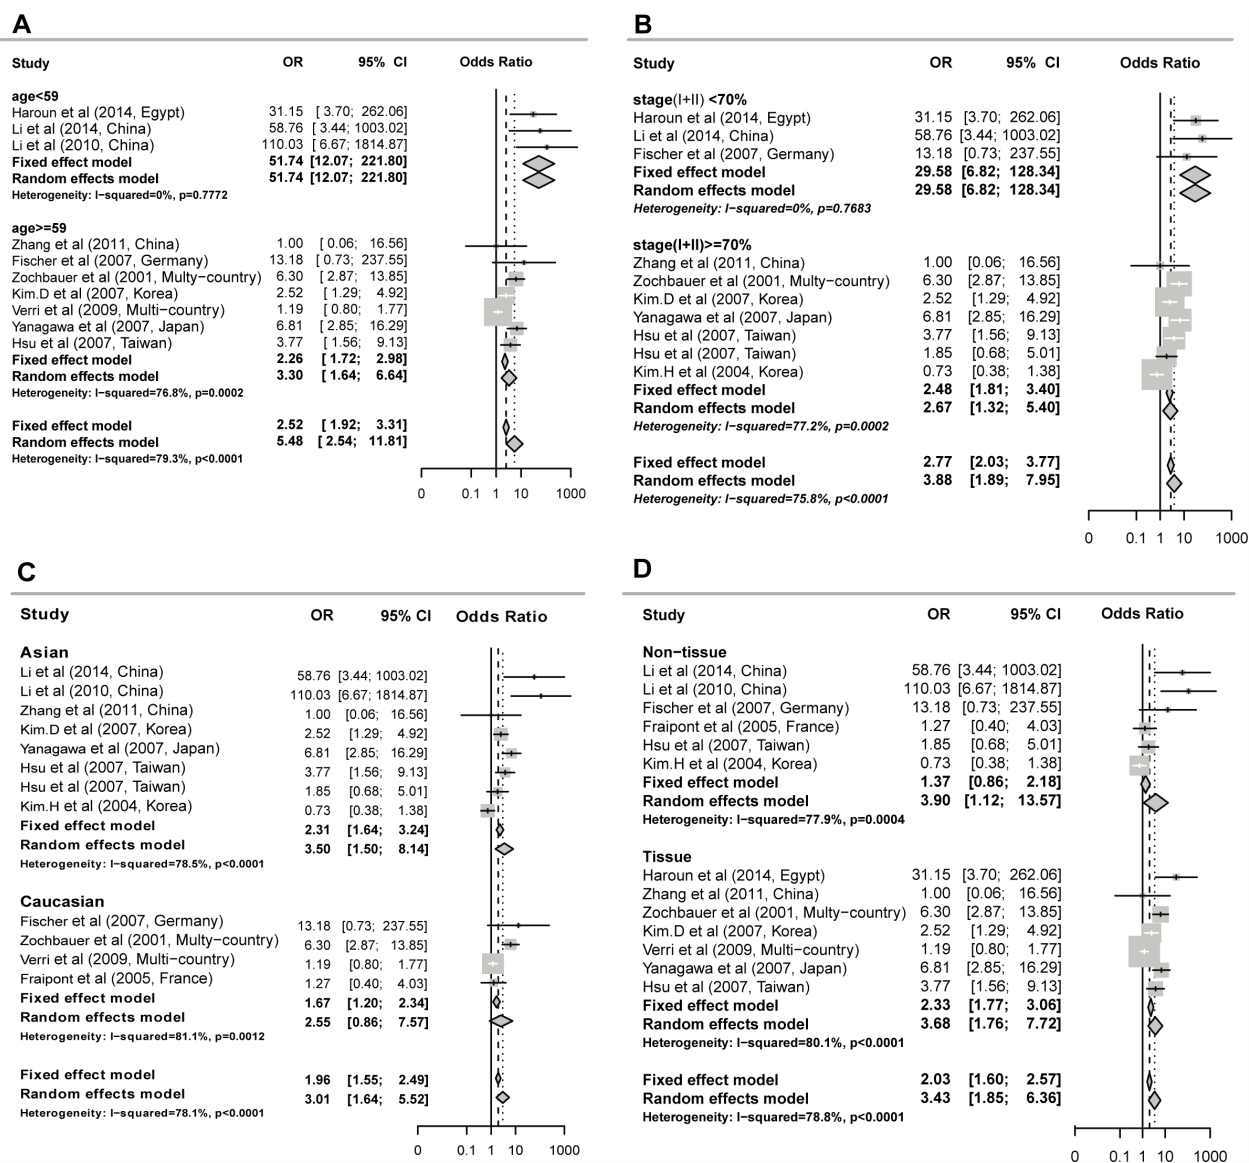 A
Study OR 95% CI Odds Ratio
age<59
Haroun et al (2014, Egypt) 31.15 [ 3.70; 262.06]
Li et al (2014, China) 58.76 [ 3.44; 1003.02]
Li et al (2010, China) 110.03 [ 6.67; 1814.87]
Fixed effect model 51.74 [12.07; 221.80]
Random effects model 51.74 [12.07; 221.80]
Heterogeneity: I−squared=0%, p=0.7772
age>=59
Zhang et al (2011, China) 1.00 [ 0.06; 16.56]
Fischer et al (2007, Germany) 13.18 [ 0.73; 237.55]
Zochbauer et al (2001, Multy−country) 6.30 [ 2.87; 13.85]
Kim.D et al (2007, Korea) 2.52 [ 1.29; 4.92]
Verri et al (2009, Multi−country) 1.19 [ 0.80; 1.77]
Yanagawa et al (2007, Japan) 6.81 [ 2.85; 16.29]
Hsu et al (2007, Taiwan) 3.77 [ 1.56; 9.13]
Fixed effect model 2.26 [ 1.72; 2.98]
Random effects model 3.30 [ 1.64; 6.64]
Heterogeneity: I−squared=76.8%, p=0.0002
Fixed effect model 2.52 [ 1.92; 3.31]
Random effects model 5.48 [ 2.54; 11.81]
Heterogeneity: I−squared=79.3%, p<0.0001
0 0.1 1 10 1000
B
Study OR 95% CI Odds Ratio
stage(I+II) <70%
Haroun et al (2014, Egypt) 31.15 [3.70; 262.06]
Li et al (2014, China) 58.76 [3.44; 1003.02]
Fischer et al (2007, Germany) 13.18 [0.73; 237.55]
Fixed effect model 29.58 [6.82; 128.34]
Random effects model 29.58 [6.82; 128.34]
Heterogeneity: I−squared=0%, p=0.7683
stage(I+II)>=70%
Zhang et al (2011, China) 1.00 [0.06; 16.56]
Zochbauer et al (2001, Multy−country) 6.30 [2.87; 13.85]
Kim.D et al (2007, Korea) 2.52 [1.29; 4.92]
Yanagawa et al (2007, Japan) 6.81 [2.85; 16.29]
Hsu et al (2007, Taiwan) 3.77 [1.56; 9.13]
Hsu et al (2007, Taiwan) 1.85 [0.68; 5.01]
Kim.H et al (2004, Korea) 0.73 [0.38; 1.38]
Fixed effect model 2.48 [1.81; 3.40]
Random effects model 2.67 [1.32; 5.40]
Heterogeneity: I−squared=77.2%, p=0.0002
Fixed effect model 2.77 [2.03; 3.77]
Random effects model 3.88 [1.89; 7.95]
Heterogeneity: I−squared=75.8%, p<0.0001
0 0.1 1 10 1000
C
Study OR 95% CI Odds Ratio
Asian
Li et al (2014, China) 58.76 [3.44; 1003.02]
Li et al (2010, China) 110.03 [6.67; 1814.87]
Zhang et al (2011, China) 1.00 [0.06; 16.56]
Kim.D et al (2007, Korea) 2.52 [1.29; 4.92]
Yanagawa et al (2007, Japan) 6.81 [2.85; 16.29]
Hsu et al (2007, Taiwan) 3.77 [1.56; 9.13]
Hsu et al (2007, Taiwan) 1.85 [0.68; 5.01]
Kim.H et al (2004, Korea) 0.73 [0.38; 1.38]
Fixed effect model 2.31 [1.64; 3.24]
Random effects model 3.50 [1.50; 8.14]
Heterogeneity: I−squared=78.5%, p<0.0001
Caucasian
Fischer et al (2007, Germany) 13.18 [0.73; 237.55]
Zochbauer et al (2001, Multy−country) 6.30 [2.87; 13.85]
Verri et al (2009, Multi−country) 1.19 [0.80; 1.77]
Fraipont et al (2005, France) 1.27 [0.40; 4.03]
Fixed effect model 1.67 [1.20; 2.34]
Random effects model 2.55 [0.86; 7.57]
Heterogeneity: I−squared=81.1%, p=0.0012
Fixed effect model 1.96 [1.55; 2.49]
Random effects model 3.01 [1.64; 5.52]
Heterogeneity: I−squared=78.1%, p<0.0001
0 0.1 1 10 1000
D
Study OR 95% CI Odds Ratio
Non−tissue
Li et al (2014, China) 58.76 [3.44; 1003.02]
Li et al (2010, China) 110.03 [6.67; 1814.87]
Fischer et al (2007, Germany) 13.18 [0.73; 237.55]
Fraipont et al (2005, France) 1.27 [0.40; 4.03]
Hsu et al (2007, Taiwan) 1.85 [0.68; 5.01]
Kim.H et al (2004, Korea) 0.73 [0.38; 1.38]
Fixed effect model 1.37 [0.86; 2.18]
Random effects model 3.90 [1.12; 13.57]
Heterogeneity: I−squared=77.9%, p=0.0004
Tissue
Haroun et al (2014, Egypt) 31.15 [3.70; 262.06]
Zhang et al (2011, China) 1.00 [0.06; 16.56]
Zochbauer et al (2001, Multy−country) 6.30 [2.87; 13.85]
Kim.D et al (2007, Korea) 2.52 [1.29; 4.92]
Verri et al (2009, Multi−country) 1.19 [0.80; 1.77]
Yanagawa et al (2007, Japan) 6.81 [2.85; 16.29]
Hsu et al (2007, Taiwan) 3.77 [1.56; 9.13]
Fixed effect model 2.33 [1.77; 3.06]
Random effects model 3.68 [1.76; 7.72]
Heterogeneity: I−squared=80.1%, p<0.0001
Fixed effect model 2.03 [1.60; 2.57]
Random effects model 3.43 [1.85; 6.36]
Heterogeneity: I−squared=78.8%, p<0.0001
0 0.1 1 10 1000